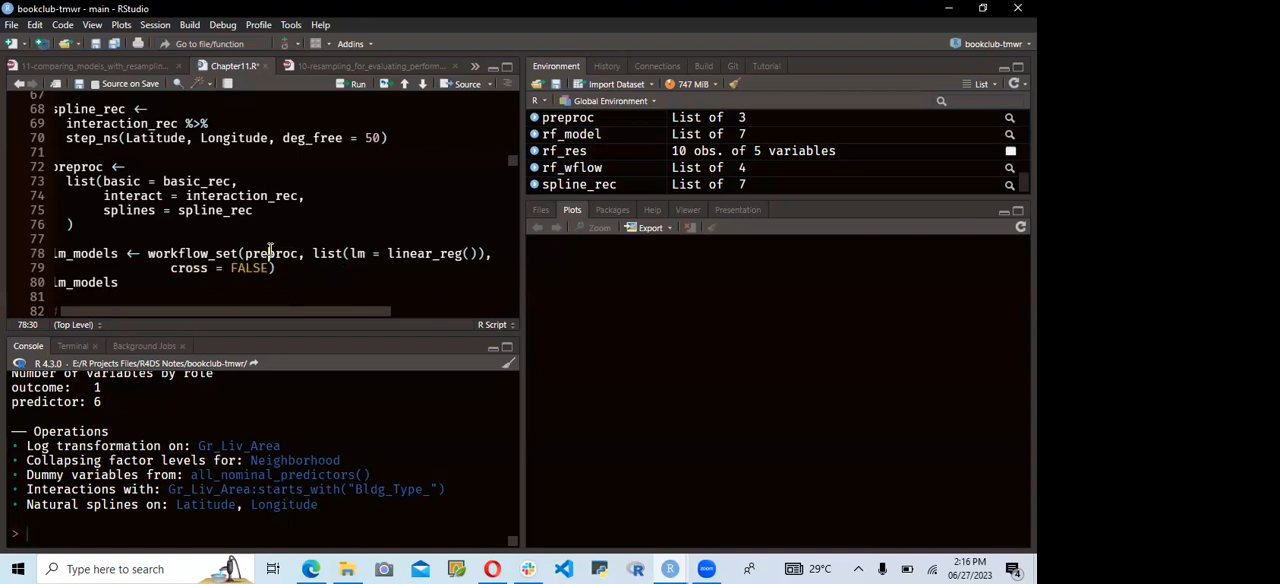 bookclub-tmwr - main - RStudio
File Edit Code View Plots Session Build Debug Profile Tools Help
Go to file/function Addins bookclub-tmwr
11-comparing_models_with_resamplin... Chapter11.R* 10-resampling_for_evaluating_perform...
Source on Save Run Source
67
68 spline_rec <-
69 interaction_rec %>%
70 step_ns(Latitude, Longitude, deg_free = 50)
71
72 preproc <-
73 list(basic = basic_rec,
74 interact = interaction_rec,
75 splines = spline_rec
76 )
77
78 lm_models <- workflow_set(preproc, list(lm = linear_reg()),
79 cross = FALSE)
80 lm_models
81
82
78:30 (Top Level) R Script
Console Terminal Background Jobs
R 4.3.0 · E:/R Projects Files/R4DS Notes/bookclub-tmwr/
Number of variables by role
outcome: 1
predictor: 6
── Operations
• Log transformation on: Gr_Liv_Area
• Collapsing factor levels for: Neighborhood
• Dummy variables from: all_nominal_predictors()
• Interactions with: Gr_Liv_Area:starts_with("Bldg_Type_")
• Natural splines on: Latitude, Longitude
>
Environment History Connections Build Git Tutorial
Import Dataset 747 MiB List
R Global Environment
preproc List of 3
rf_model List of 7
rf_res 10 obs. of 5 variables
rf_wflow List of 4
spline_rec List of 7
Files Plots Packages Help Viewer Presentation
Zoom Export
Type here to search
zoom
29°C
2:16 PM
06/27/2023
4